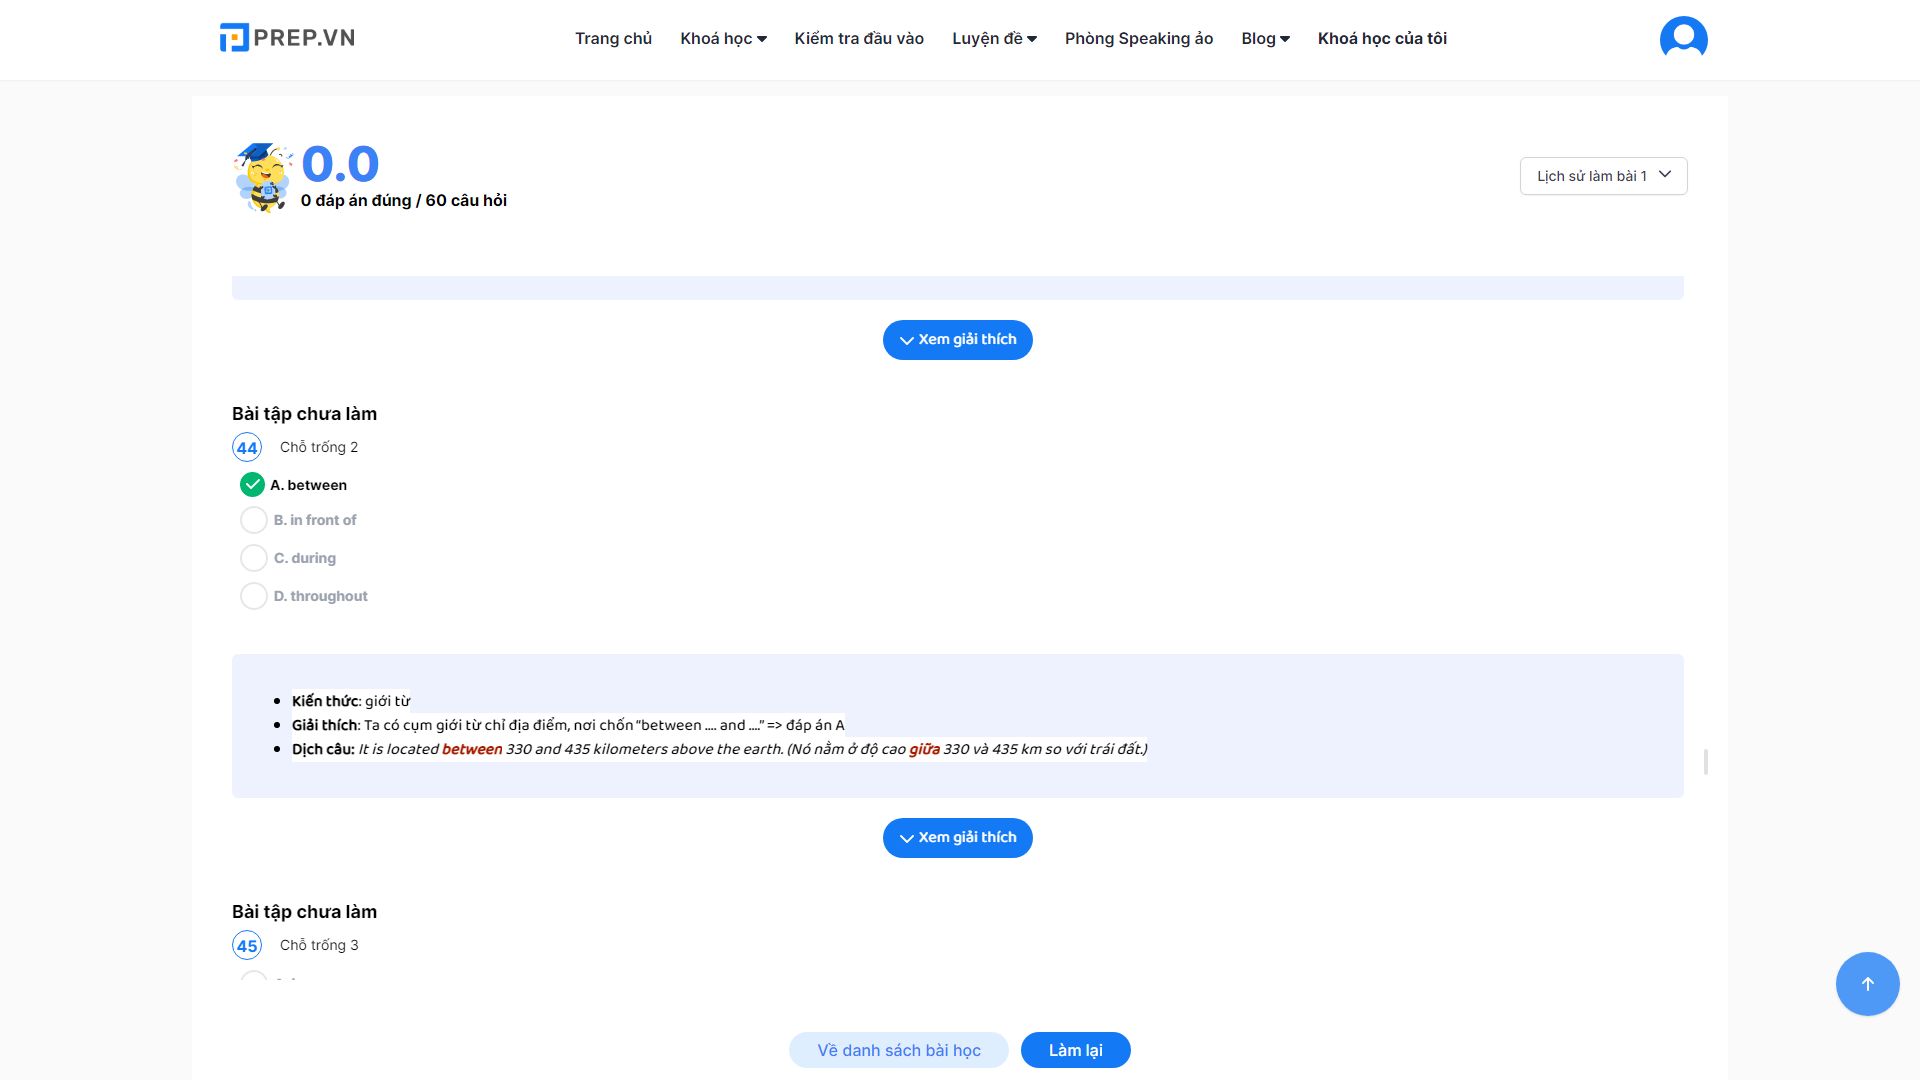 PREP.VN
Trang chủ Khoá học Kiểm tra đầu vào Luyện đề Phòng Speaking ảo Blog Khoá học của tôi
0.0
0 đáp án đúng / 60 câu hỏi
Lịch sử làm bài 1
Xem giải thích
Bài tập chưa làm
44 Chỗ trống 2
A. between
B. in front of
C. during
D. throughout
Kiến thức: giới từ
Giải thích: Ta có cụm giới từ chỉ địa điểm, nơi chốn “between .... and ....” => đáp án A
Dịch câu: It is located between 330 and 435 kilometers above the earth. (Nó nằm ở độ cao giữa 330 và 435 km so với trái đất.)
Xem giải thích
Bài tập chưa làm
45 Chỗ trống 3
Về danh sách bài học
Làm lại